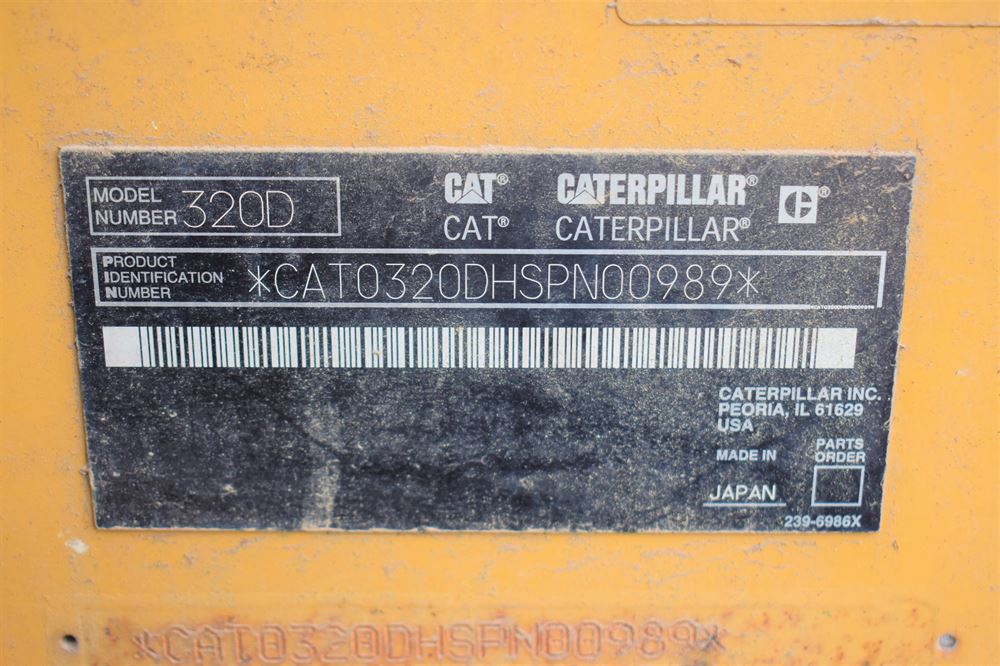 MODEL
NUMBER 320D
CAT® CATERPILLAR® ®
CAT® CATERPILLAR®
PRODUCT
IDENTIFICATION
NUMBER
*CAT0320DHSPN00989*
*CAT0320DHSPN00989*
CATERPILLAR INC.
PEORIA, IL 61629
USA
MADE IN
JAPAN
PARTS
ORDER
239-6986X
*CAT0320DHSPN00989*